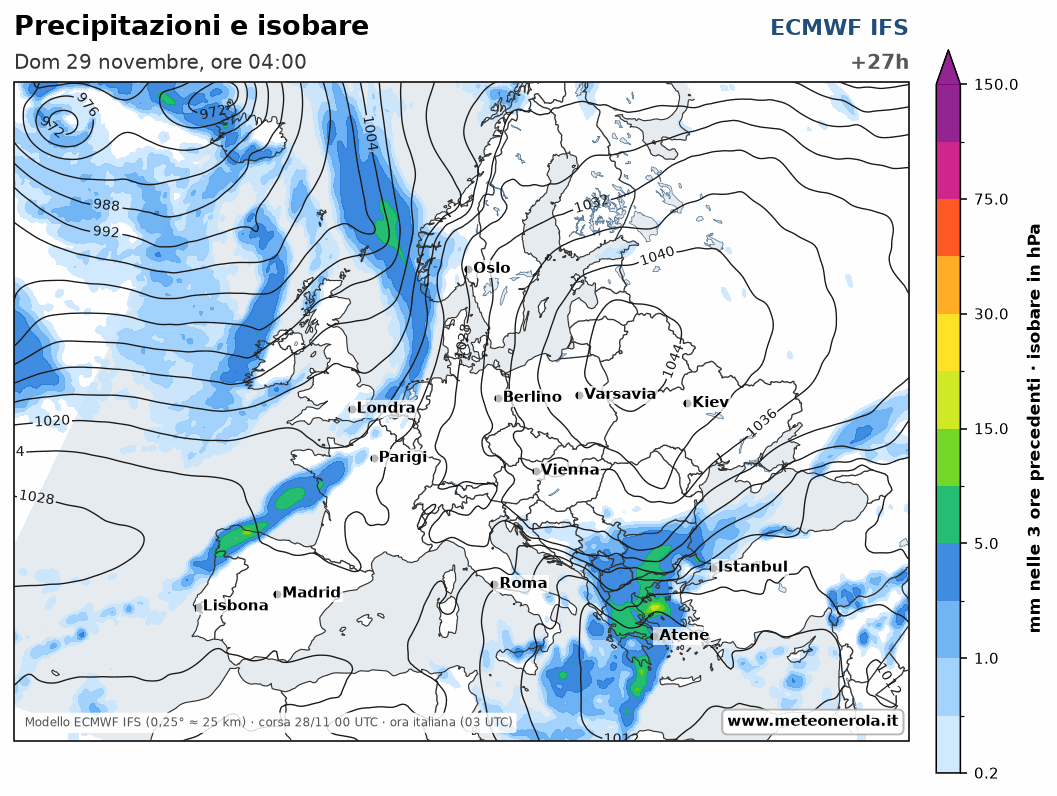 Precipitazioni e isobare
ECMWF IFS
Dom 29 novembre, ore 04:00
+27h
976
972
972
1004
988
992
1032
1040
Oslo
1028
1044
Berlino
Varsavia
Kiev
Londra
1020
1036
4
Parigi
Vienna
1028
Istanbul
Roma
Madrid
Lisbona
Atene
1012
101
Modello ECMWF IFS (0,25° ≈ 25 km) · corsa 28/11 00 UTC · ora italiana (03 UTC)
www.meteonerola.it
150.0
75.0
30.0
15.0
5.0
1.0
0.2
mm nelle 3 ore precedenti · isobare in hPa